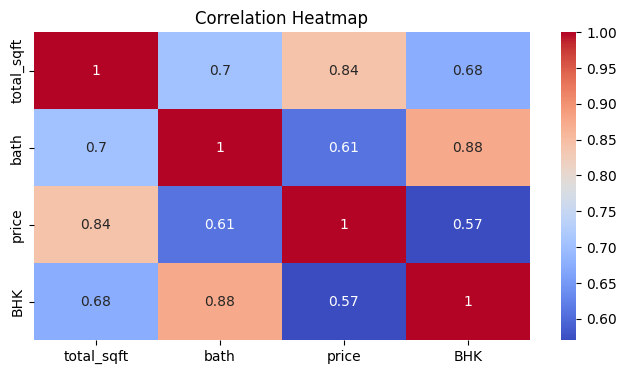 Correlation Heatmap
total_sqft
1
0.7
0.84
0.68
bath
0.7
1
0.61
0.88
price
0.84
0.61
1
0.57
BHK
0.68
0.88
0.57
1
total_sqft
bath
price
BHK
1.00
0.95
0.90
0.85
0.80
0.75
0.70
0.65
0.60